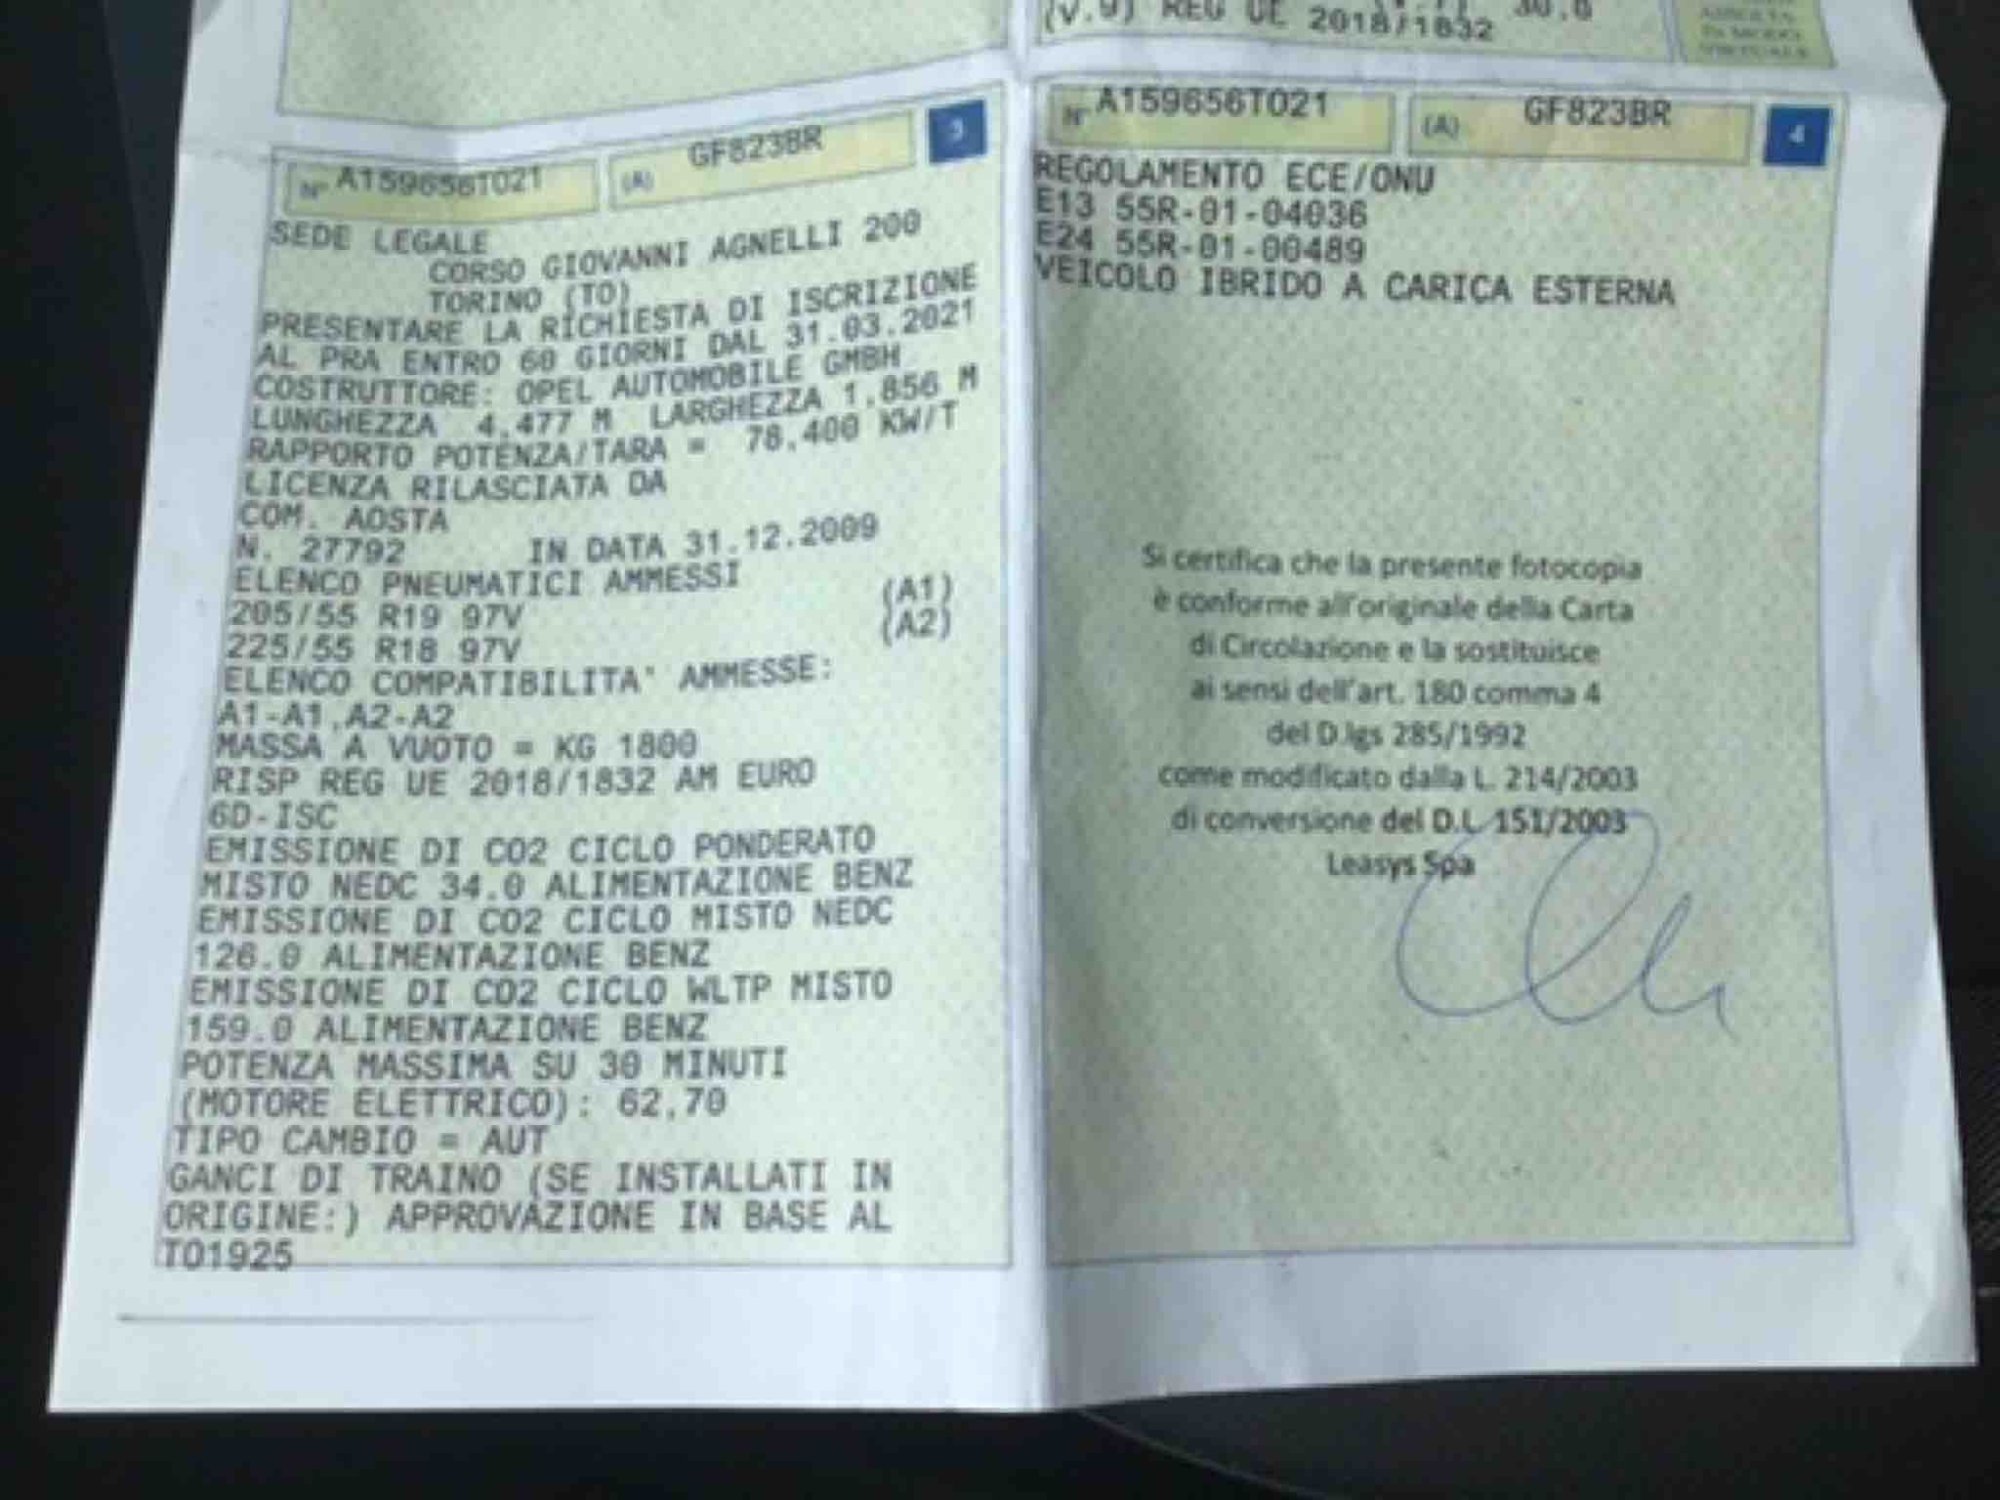 (V.9) REG UE 2018/1832
30.0
N° A159656T021 (A) GF823BR 3
SEDE LEGALE
CORSO GIOVANNI AGNELLI 200
TORINO (TO)
PRESENTARE LA RICHIESTA DI ISCRIZIONE
AL PRA ENTRO 60 GIORNI DAL 31.03.2021
COSTRUTTORE: OPEL AUTOMOBILE GMBH
LUNGHEZZA 4,477 M LARGHEZZA 1,856 M
RAPPORTO POTENZA/TARA = 78,400 KW/T
LICENZA RILASCIATA DA
COM. AOSTA
N. 27792 IN DATA 31.12.2009
ELENCO PNEUMATICI AMMESSI
205/55 R19 97V (A1)
225/55 R18 97V (A2)
ELENCO COMPATIBILITA' AMMESSE:
A1-A1,A2-A2
MASSA A VUOTO = KG 1800
RISP REG UE 2018/1832 AM EURO
6D-ISC
EMISSIONE DI CO2 CICLO PONDERATO
MISTO NEDC 34.0 ALIMENTAZIONE BENZ
EMISSIONE DI CO2 CICLO MISTO NEDC
126.0 ALIMENTAZIONE BENZ
EMISSIONE DI CO2 CICLO WLTP MISTO
159.0 ALIMENTAZIONE BENZ
POTENZA MASSIMA SU 30 MINUTI
(MOTORE ELETTRICO): 62,70
TIPO CAMBIO = AUT
GANCI DI TRAINO (SE INSTALLATI IN
ORIGINE:) APPROVAZIONE IN BASE AL
TO1925
N° A159656T021 (A) GF823BR 4
REGOLAMENTO ECE/ONU
E13 55R-01-04036
E24 55R-01-00489
VEICOLO IBRIDO A CARICA ESTERNA
Si certifica che la presente fotocopia
è conforme all'originale della Carta
di Circolazione e la sostituisce
ai sensi dell'art. 180 comma 4
del D.lgs 285/1992
come modificato dalla L. 214/2003
di conversione del D.L 151/2003
Leasys Spa